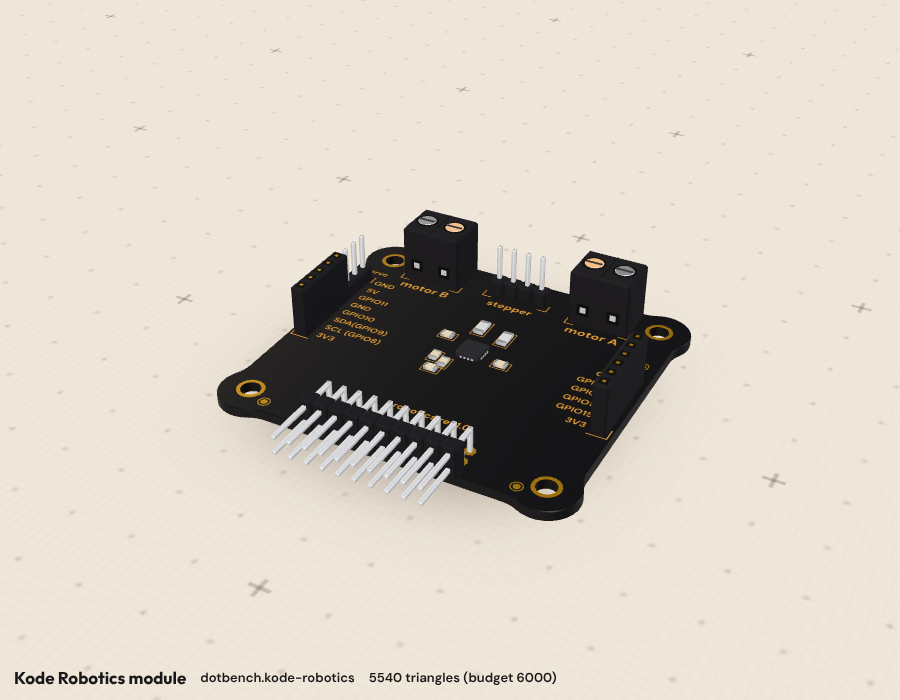 GND
5V
GPIO11
GND
GPIO10
SDA(GPIO9)
SCL (GPIO8)
3V3
motor B
stepper
motor A
GPIO15
3V3
Kode Robotics module dotbench.kode-robotics 5540 triangles (budget 6000)